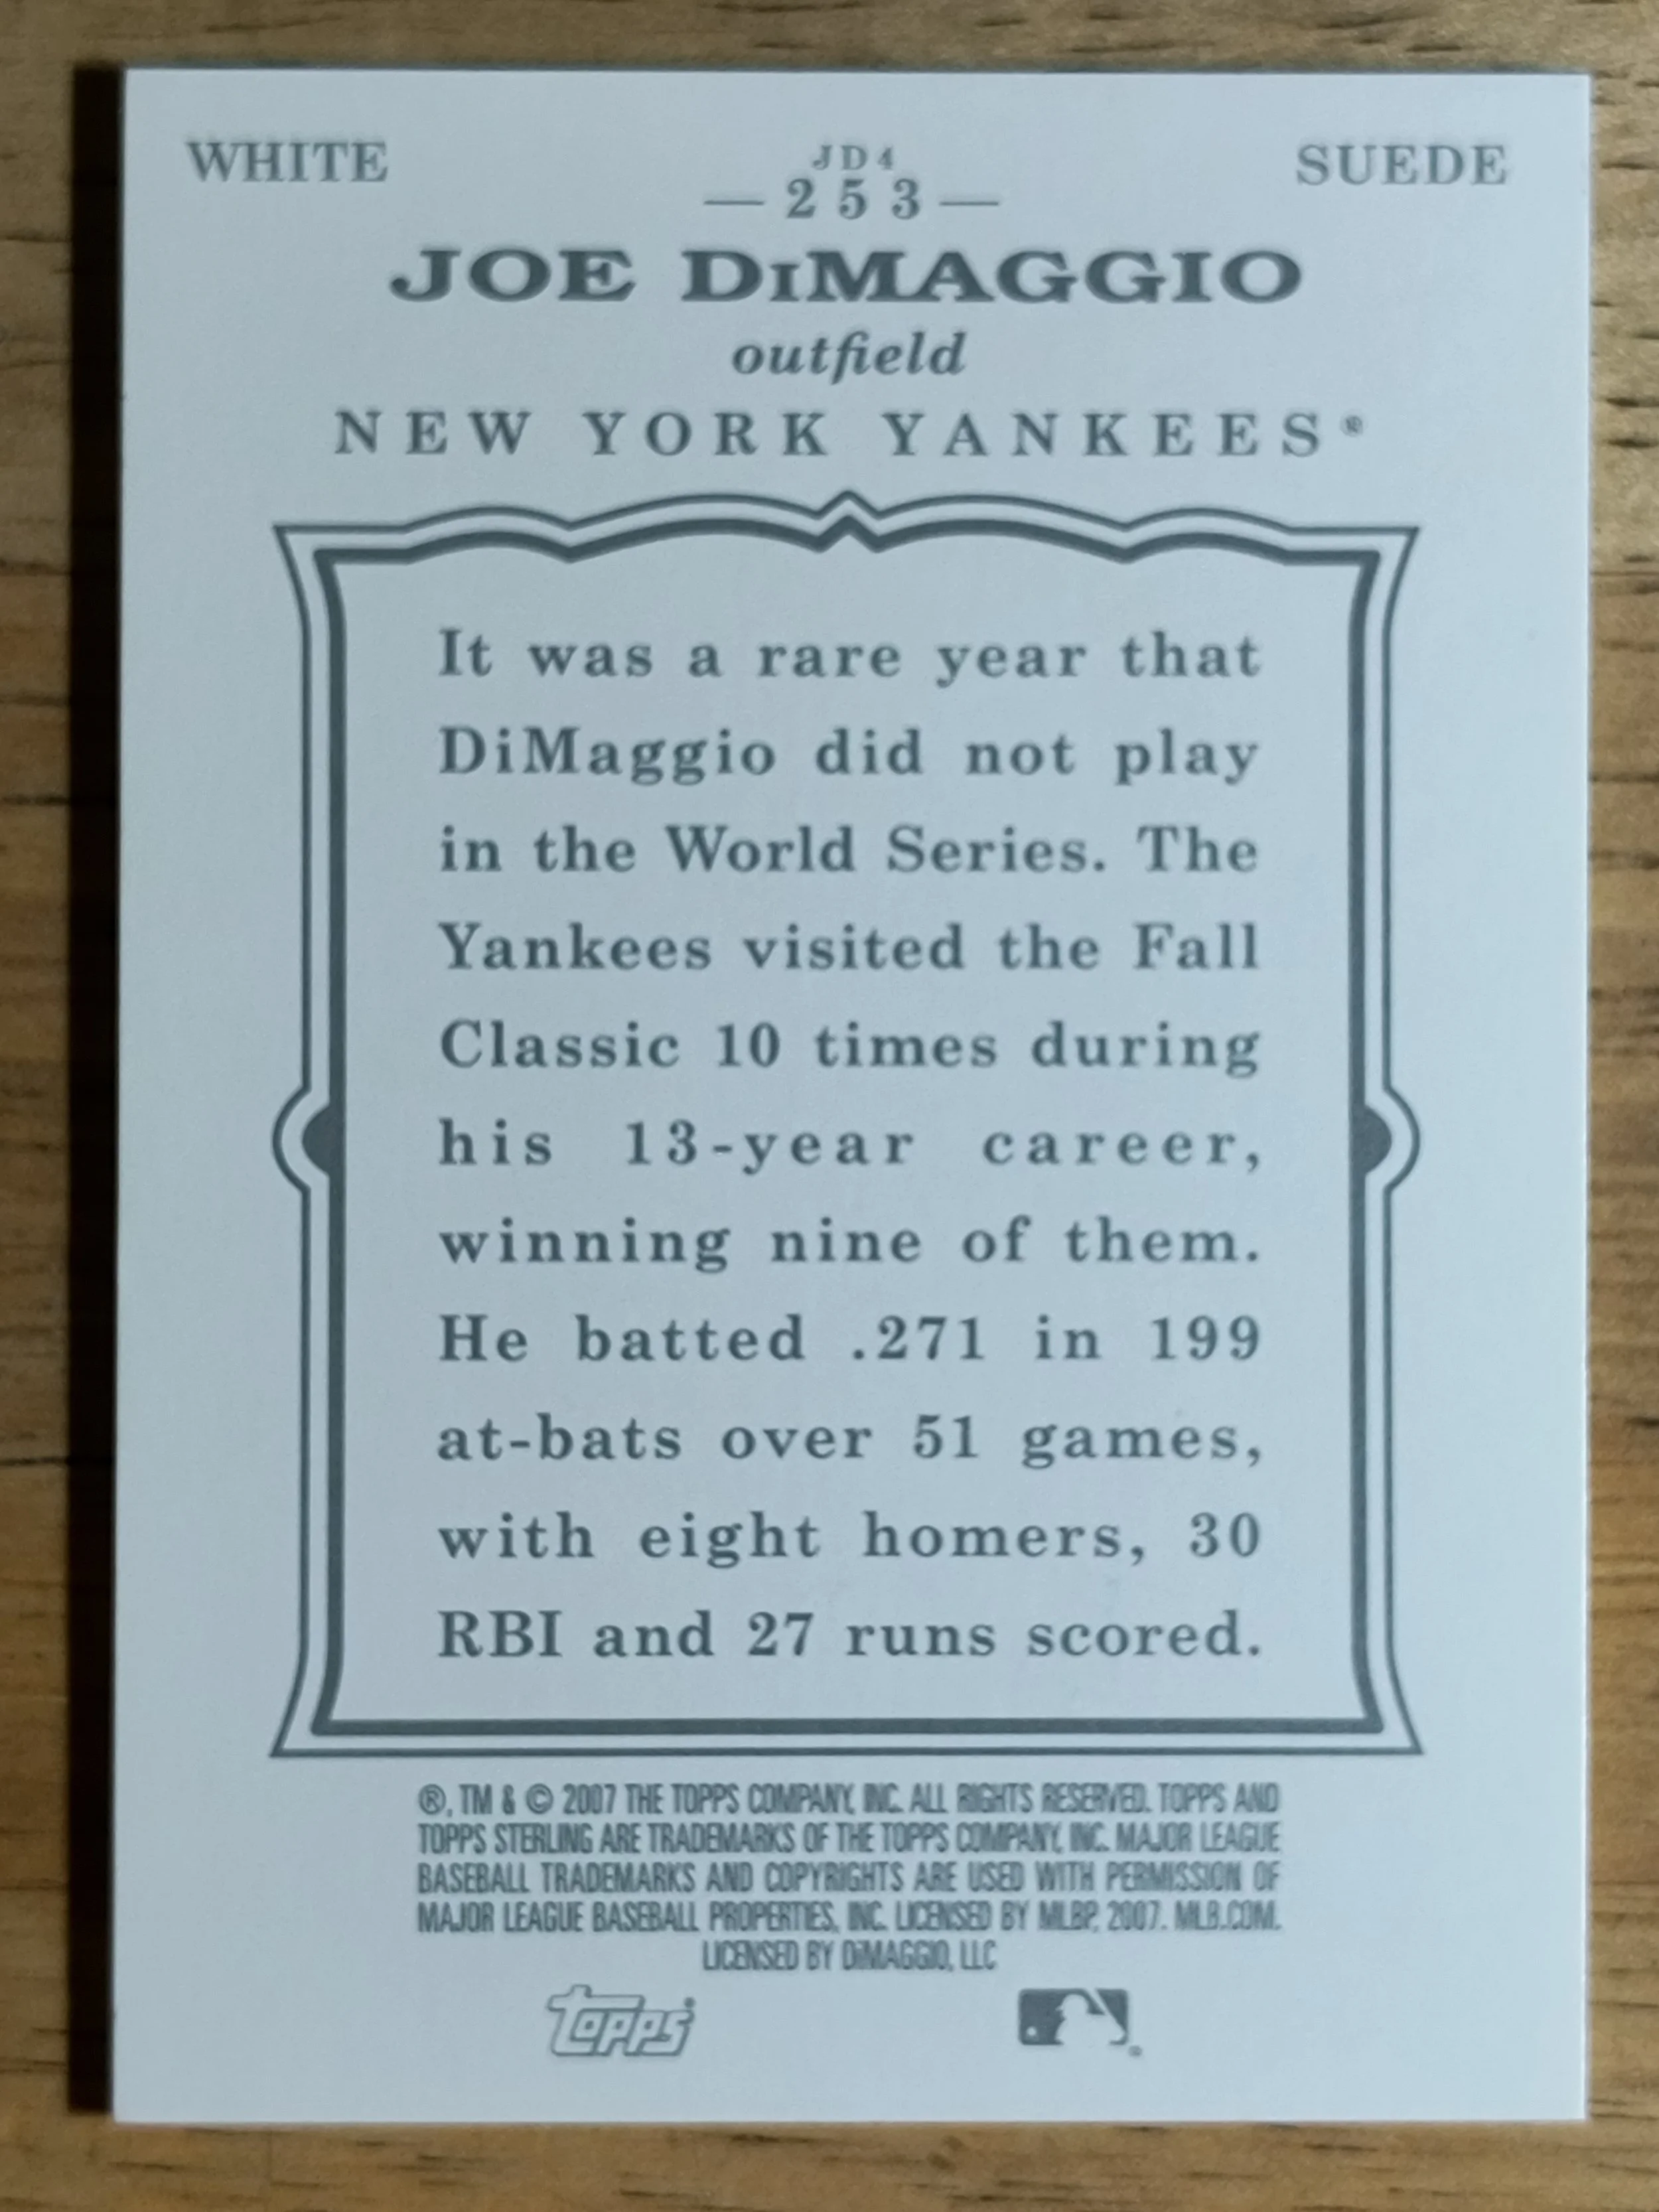 WHITE
JD4
SUEDE
— 253 —
JOE DiMAGGIO
outfield
NEW YORK YANKEES®
It was a rare year that
DiMaggio did not play
in the World Series. The
Yankees visited the Fall
Classic 10 times during
his 13-year career,
winning nine of them.
He batted .271 in 199
at-bats over 51 games,
with eight homers, 30
RBI and 27 runs scored.
®, TM & © 2007 THE TOPPS COMPANY, INC. ALL RIGHTS RESERVED. TOPPS AND
TOPPS STERLING ARE TRADEMARKS OF THE TOPPS COMPANY, INC. MAJOR LEAGUE
BASEBALL TRADEMARKS AND COPYRIGHTS ARE USED WITH PERMISSION OF
MAJOR LEAGUE BASEBALL PROPERTIES, INC. LICENSED BY MLBP, 2007. MLB.COM.
LICENSED BY DiMAGGIO, LLC
topps